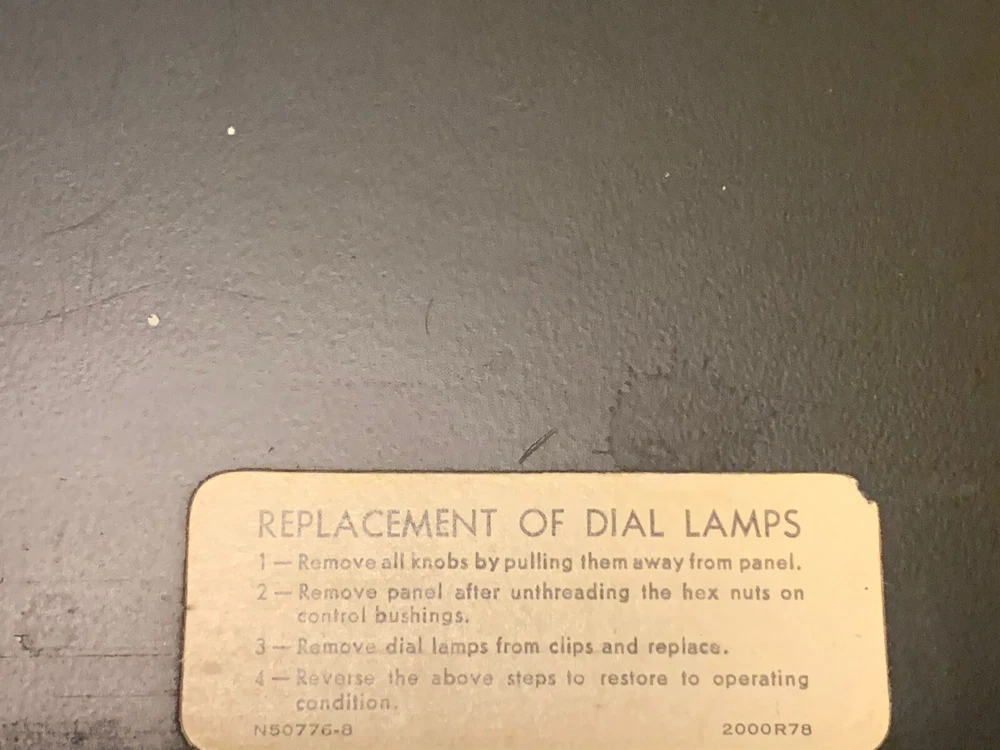 REPLACEMENT OF DIAL LAMPS
1 — Remove all knobs by pulling them away from panel.
2 — Remove panel after unthreading the hex nuts on
control bushings.
3 — Remove dial lamps from clips and replace.
4 — Reverse the above steps to restore to operating
condition.
N50776-8 2000R78